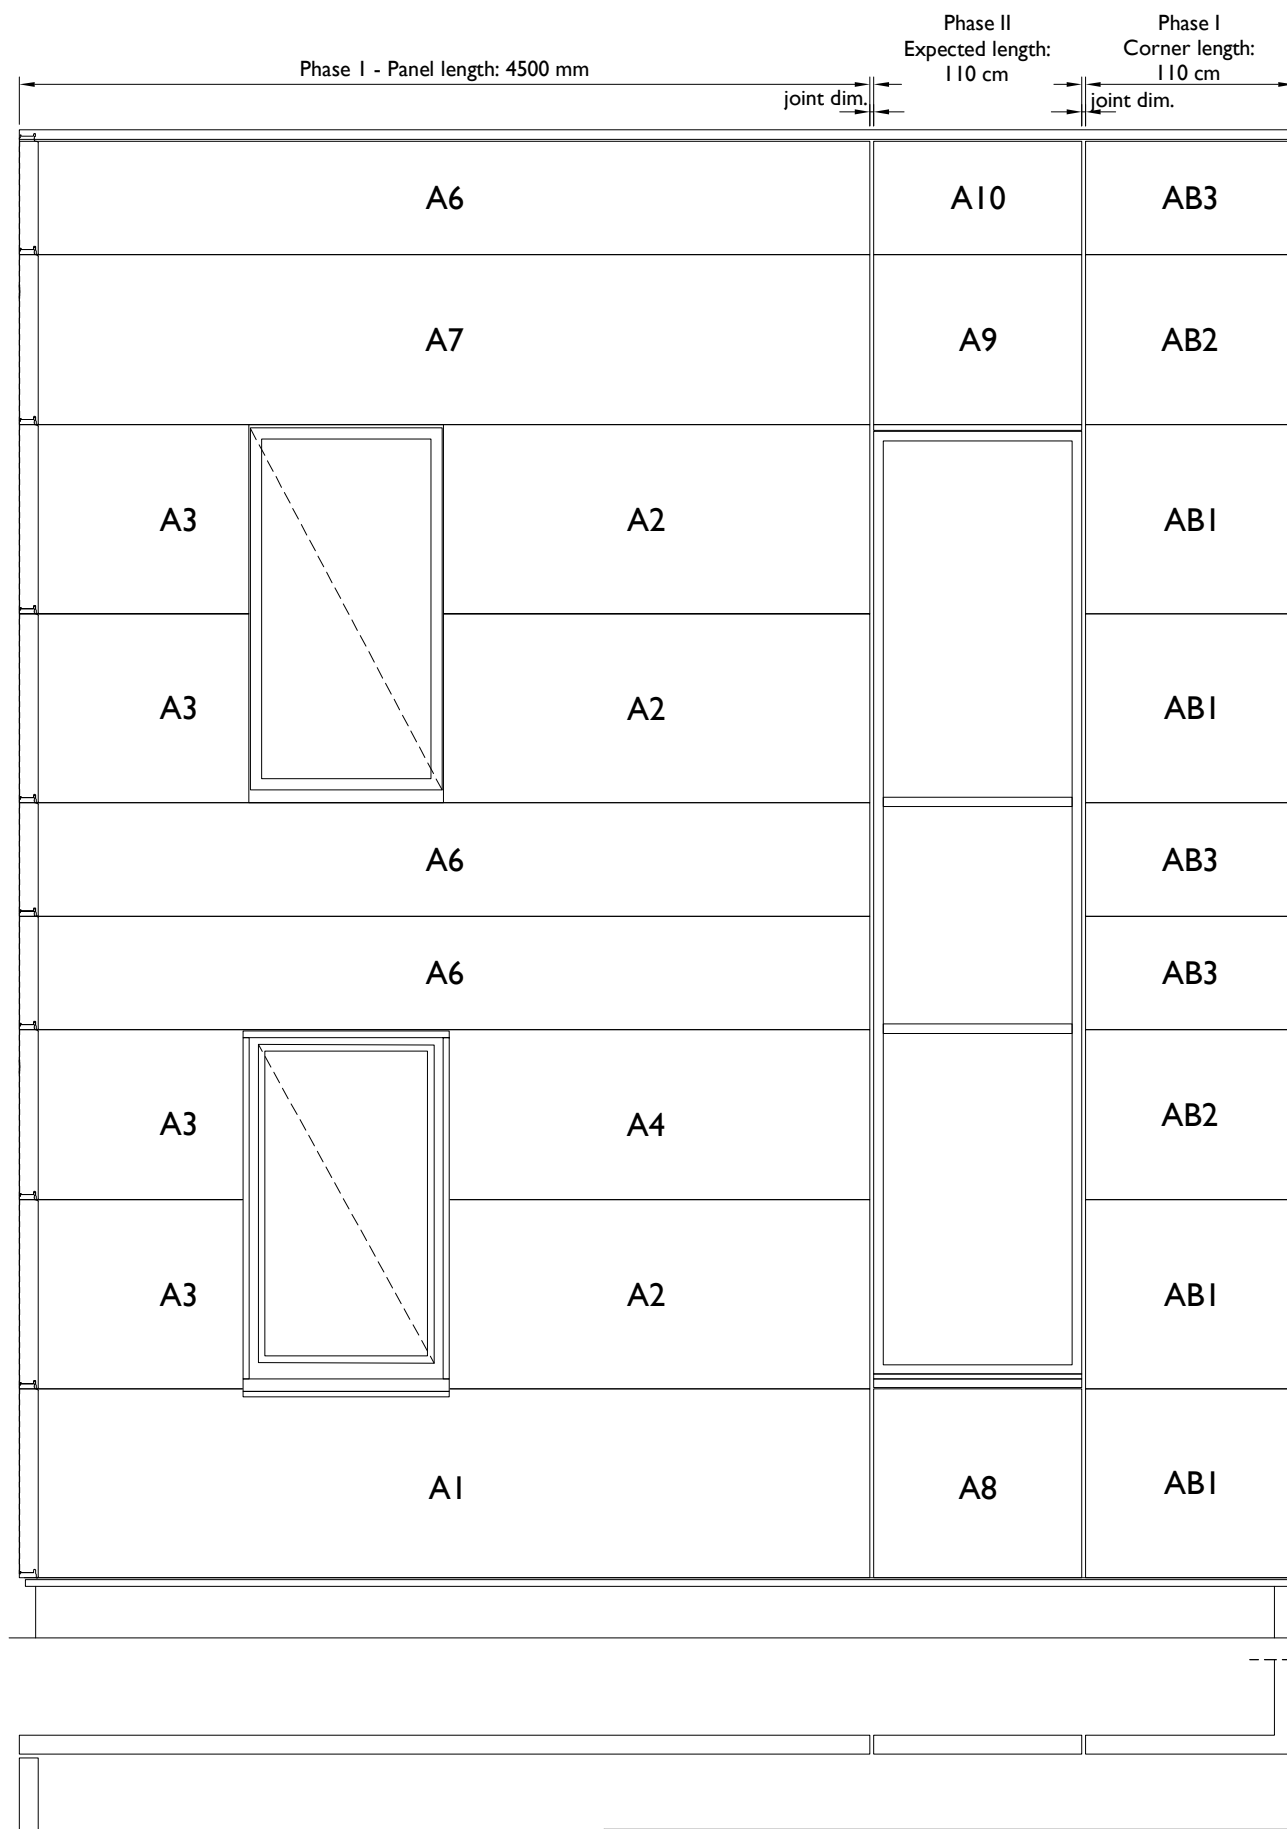 Phase II
Expected length:
110 cm
Phase I
Corner length:
110 cm
Phase I - Panel length: 4500 mm
joint dim.
joint dim.
A6
A10
AB3
A7
A9
AB2
A3
A2
AB1
A3
A2
AB1
A6
AB3
A6
AB3
A3
A4
AB2
A3
A2
AB1
A1
A8
AB1